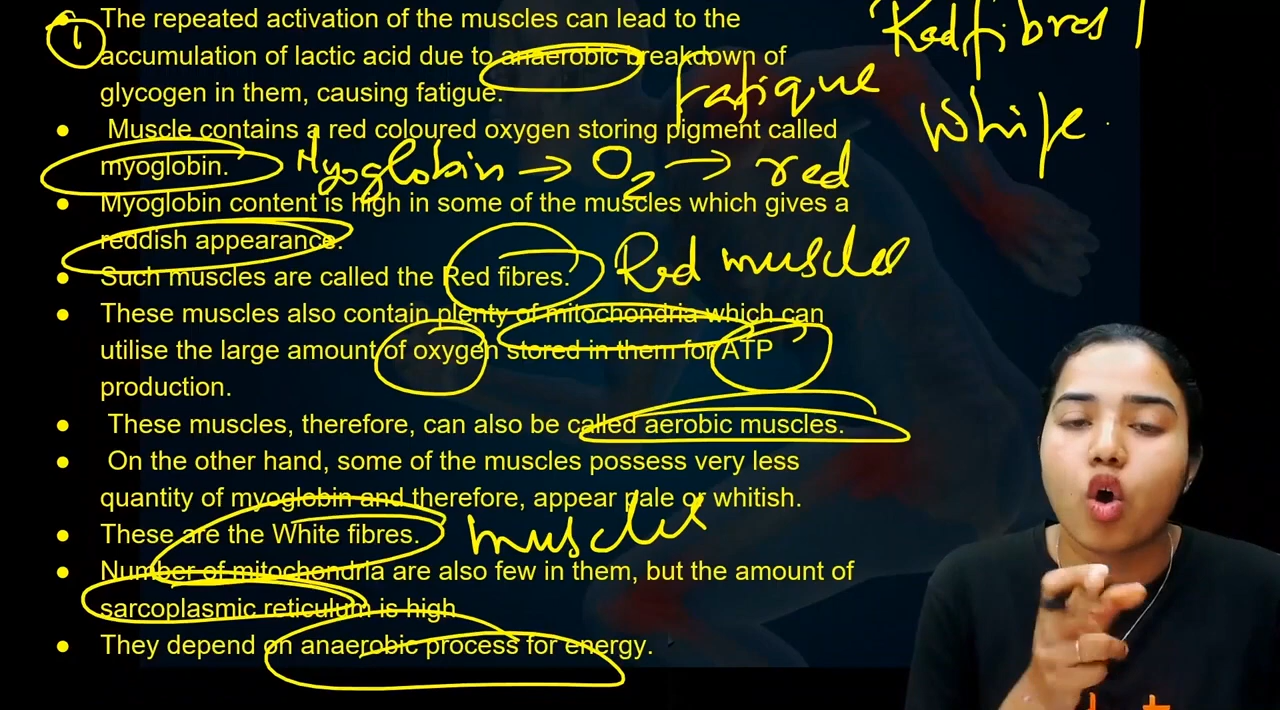 ● The repeated activation of the muscles can lead to the
① accumulation of lactic acid due to anaerobic breakdown of
glycogen in them, causing fatigue.
Fatique
Redfibres /
White
● Muscle contains a red coloured oxygen storing pigment called
myoglobin.
Myoglobin → O2 → red
● Myoglobin content is high in some of the muscles which gives a
reddish appearance.
● Such muscles are called the Red fibres.
Red muscles
● These muscles also contain plenty of mitochondria which can
utilise the large amount of oxygen stored in them for ATP
production.
● These muscles, therefore, can also be called aerobic muscles.
● On the other hand, some of the muscles possess very less
quantity of myoglobin and therefore, appear pale or whitish.
● These are the White fibres.
muscles
● Number of mitochondria are also few in them, but the amount of
sarcoplasmic reticulum is high
● They depend on anaerobic process for energy.